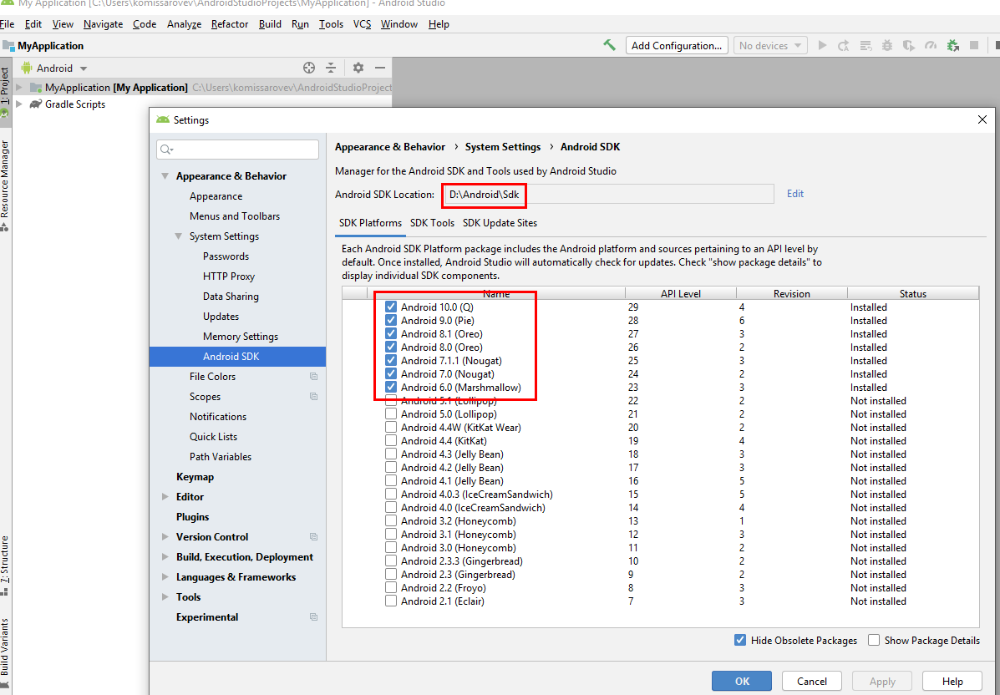 My Application [C:\Users\komissarovev\AndroidStudioProjects\MyApplication] - Android Studio
File Edit View Navigate Code Analyze Refactor Build Run Tools VCS Window Help
MyApplication
Add Configuration...
No devices
1: Project
Resource Manager
7: Structure
Build Variants
Android
MyApplication [My Application] C:\Users\komissarovev\AndroidStudioProject
Gradle Scripts
Settings
Appearance & Behavior
Appearance
Menus and Toolbars
System Settings
Passwords
HTTP Proxy
Data Sharing
Updates
Memory Settings
Android SDK
File Colors
Scopes
Notifications
Quick Lists
Path Variables
Keymap
Editor
Plugins
Version Control
Build, Execution, Deployment
Languages & Frameworks
Tools
Experimental
Appearance & Behavior › System Settings › Android SDK
Manager for the Android SDK and Tools used by Android Studio
Android SDK Location: D:\Android\Sdk Edit
SDK Platforms SDK Tools SDK Update Sites
Each Android SDK Platform package includes the Android platform and sources pertaining to an API level by
default. Once installed, Android Studio will automatically check for updates. Check "show package details" to
display individual SDK components.
Name API Level Revision Status
Android 10.0 (Q) 29 4 Installed
Android 9.0 (Pie) 28 6 Installed
Android 8.1 (Oreo) 27 3 Installed
Android 8.0 (Oreo) 26 2 Installed
Android 7.1.1 (Nougat) 25 3 Installed
Android 7.0 (Nougat) 24 2 Installed
Android 6.0 (Marshmallow) 23 3 Installed
Android 5.1 (Lollipop) 22 2 Not installed
Android 5.0 (Lollipop) 21 2 Not installed
Android 4.4W (KitKat Wear) 20 2 Not installed
Android 4.4 (KitKat) 19 4 Not installed
Android 4.3 (Jelly Bean) 18 3 Not installed
Android 4.2 (Jelly Bean) 17 3 Not installed
Android 4.1 (Jelly Bean) 16 5 Not installed
Android 4.0.3 (IceCreamSandwich) 15 5 Not installed
Android 4.0 (IceCreamSandwich) 14 4 Not installed
Android 3.2 (Honeycomb) 13 1 Not installed
Android 3.1 (Honeycomb) 12 3 Not installed
Android 3.0 (Honeycomb) 11 2 Not installed
Android 2.3.3 (Gingerbread) 10 2 Not installed
Android 2.3 (Gingerbread) 9 2 Not installed
Android 2.2 (Froyo) 8 3 Not installed
Android 2.1 (Eclair) 7 3 Not installed
Hide Obsolete Packages Show Package Details
OK Cancel Apply Help